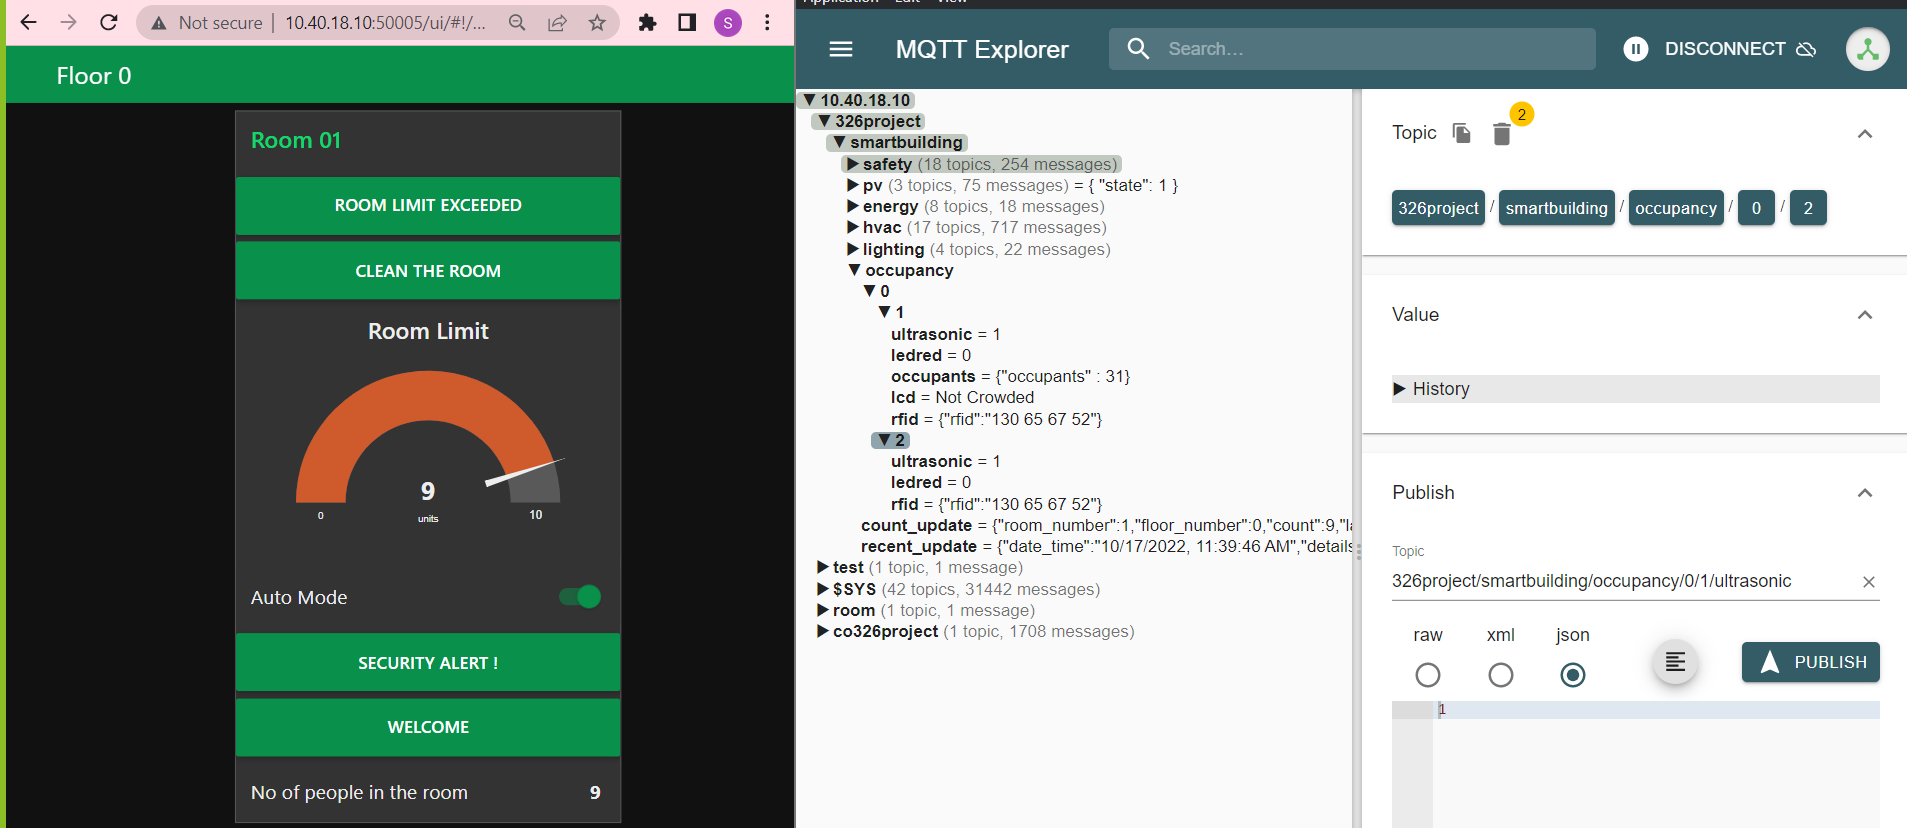 Not secure | 10.40.18.10:50005/ui/#!/...
S
Floor 0
Room 01
ROOM LIMIT EXCEEDED
CLEAN THE ROOM
Room Limit
9
units
0
10
Auto Mode
SECURITY ALERT !
WELCOME
No of people in the room 9
Application Edit View
MQTT Explorer
Search...
DISCONNECT
▼ 10.40.18.10
▼ 326project
▼ smartbuilding
▶ safety (18 topics, 254 messages)
▶ pv (3 topics, 75 messages) = { "state": 1 }
▶ energy (8 topics, 18 messages)
▶ hvac (17 topics, 717 messages)
▶ lighting (4 topics, 22 messages)
▼ occupancy
▼ 0
▼ 1
ultrasonic = 1
ledred = 0
occupants = {"occupants" : 31}
lcd = Not Crowded
rfid = {"rfid":"130 65 67 52"}
▼ 2
ultrasonic = 1
ledred = 0
rfid = {"rfid":"130 65 67 52"}
count_update = {"room_number":1,"floor_number":0,"count":9,"la
recent_update = {"date_time":"10/17/2022, 11:39:46 AM","details
▶ test (1 topic, 1 message)
▶ $SYS (42 topics, 31442 messages)
▶ room (1 topic, 1 message)
▶ co326project (1 topic, 1708 messages)
Topic
2
326project / smartbuilding / occupancy / 0 / 2
Value
▶ History
Publish
Topic
326project/smartbuilding/occupancy/0/1/ultrasonic
raw xml json
PUBLISH
1